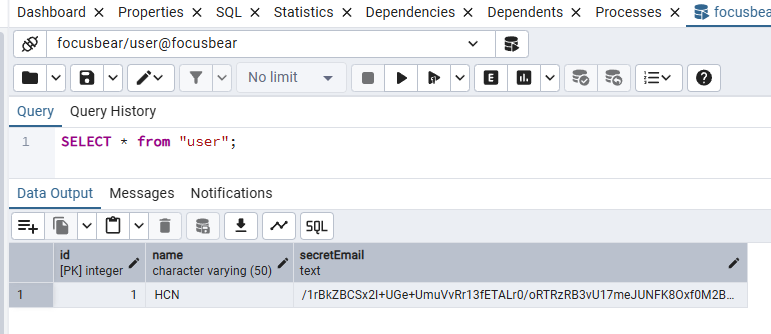 Dashboard × Properties × SQL × Statistics × Dependencies × Dependents × Processes × focusbea
focusbear/user@focusbear
No limit
Query Query History
1 SELECT * from "user";
Data Output Messages Notifications
SQL
id name secretEmail
[PK] integer character varying (50) text
1 1 HCN /1rBkZBCSx2I+UGe+UmuVvRr13fETALr0/oRTRzRB3vU17meJUNFK8Oxf0M2B…